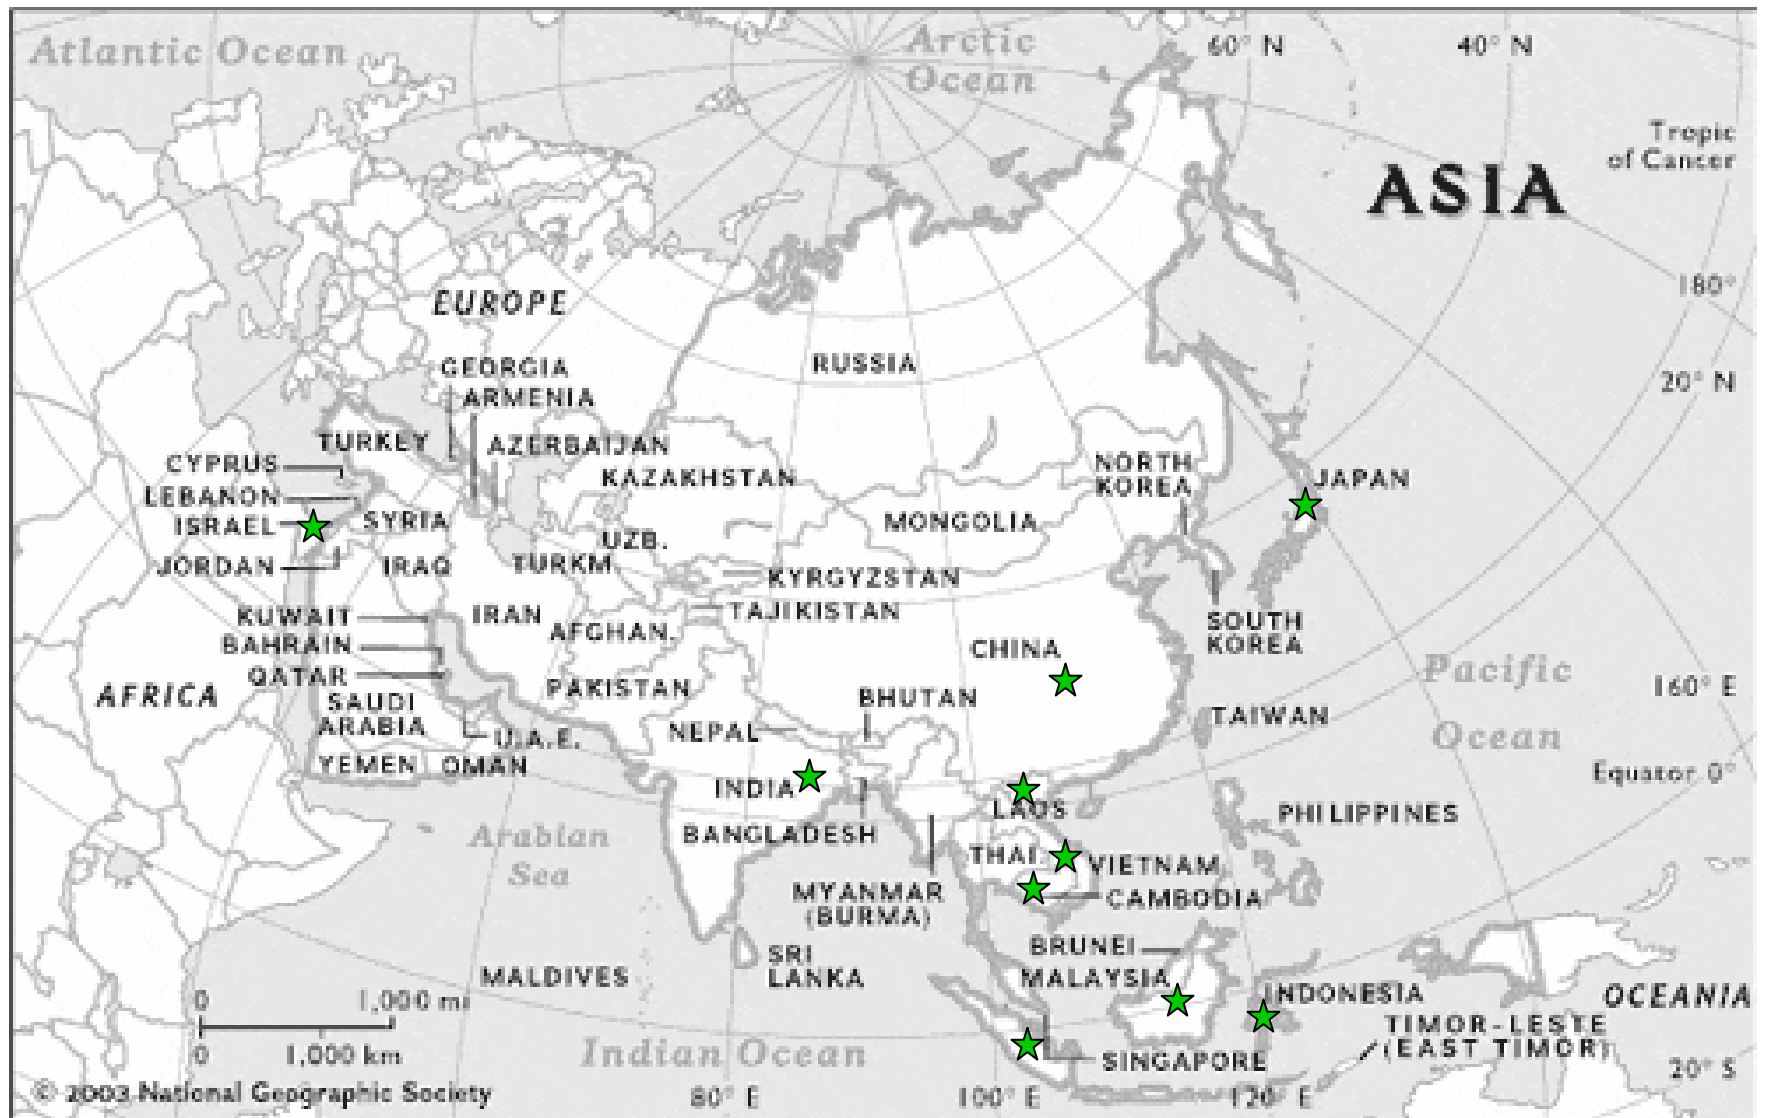 Atlantic Ocean
Arctic
Ocean
60° N
40° N
Tropic
of Cancer
ASIA
180°
EUROPE
RUSSIA
GEORGIA
ARMENIA
20° N
TURKEY
AZERBAIJAN
CYPRUS
KAZAKHSTAN
NORTH
KOREA
JAPAN
LEBANON
ISRAEL
SYRIA
MONGOLIA
UZB.
JORDAN
IRAQ
TURKM.
KYRGYZSTAN
KUWAIT
IRAN
TAJIKISTAN
AFGHAN.
SOUTH
KOREA
BAHRAIN
CHINA
QATAR
Pacific
Ocean
AFRICA
PAKISTAN
160° E
SAUDI
ARABIA
BHUTAN
TAIWAN
NEPAL
U.A.E.
YEMEN
OMAN
Equator 0°
INDIA
LAOS
PHILIPPINES
Arabian
Sea
BANGLADESH
THAI.
VIETNAM
MYANMAR
(BURMA)
CAMBODIA
BRUNEI
SRI
LANKA
MALDIVES
MALAYSIA
INDONESIA
OCEANIA
0 1,000 mi
0 1,000 km
TIMOR-LESTE
(EAST TIMOR)
Indian Ocean
SINGAPORE
20° S
© 2003 National Geographic Society
80° E
100° E
120° E